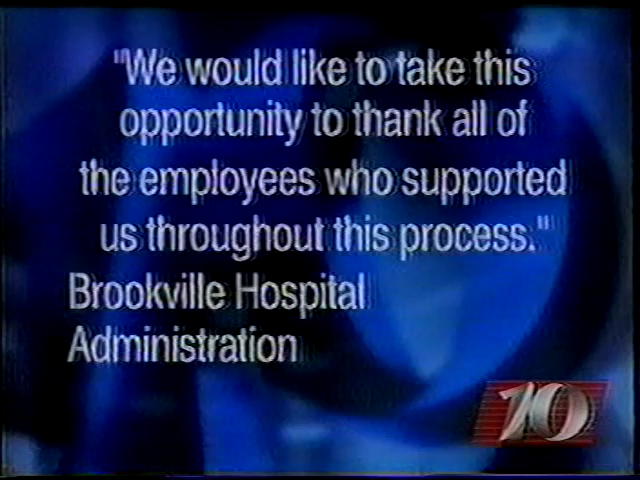 "We would like to take this
opportunity to thank all of
the employees who supported
us throughout this process."
Brookville Hospital
Administration
10